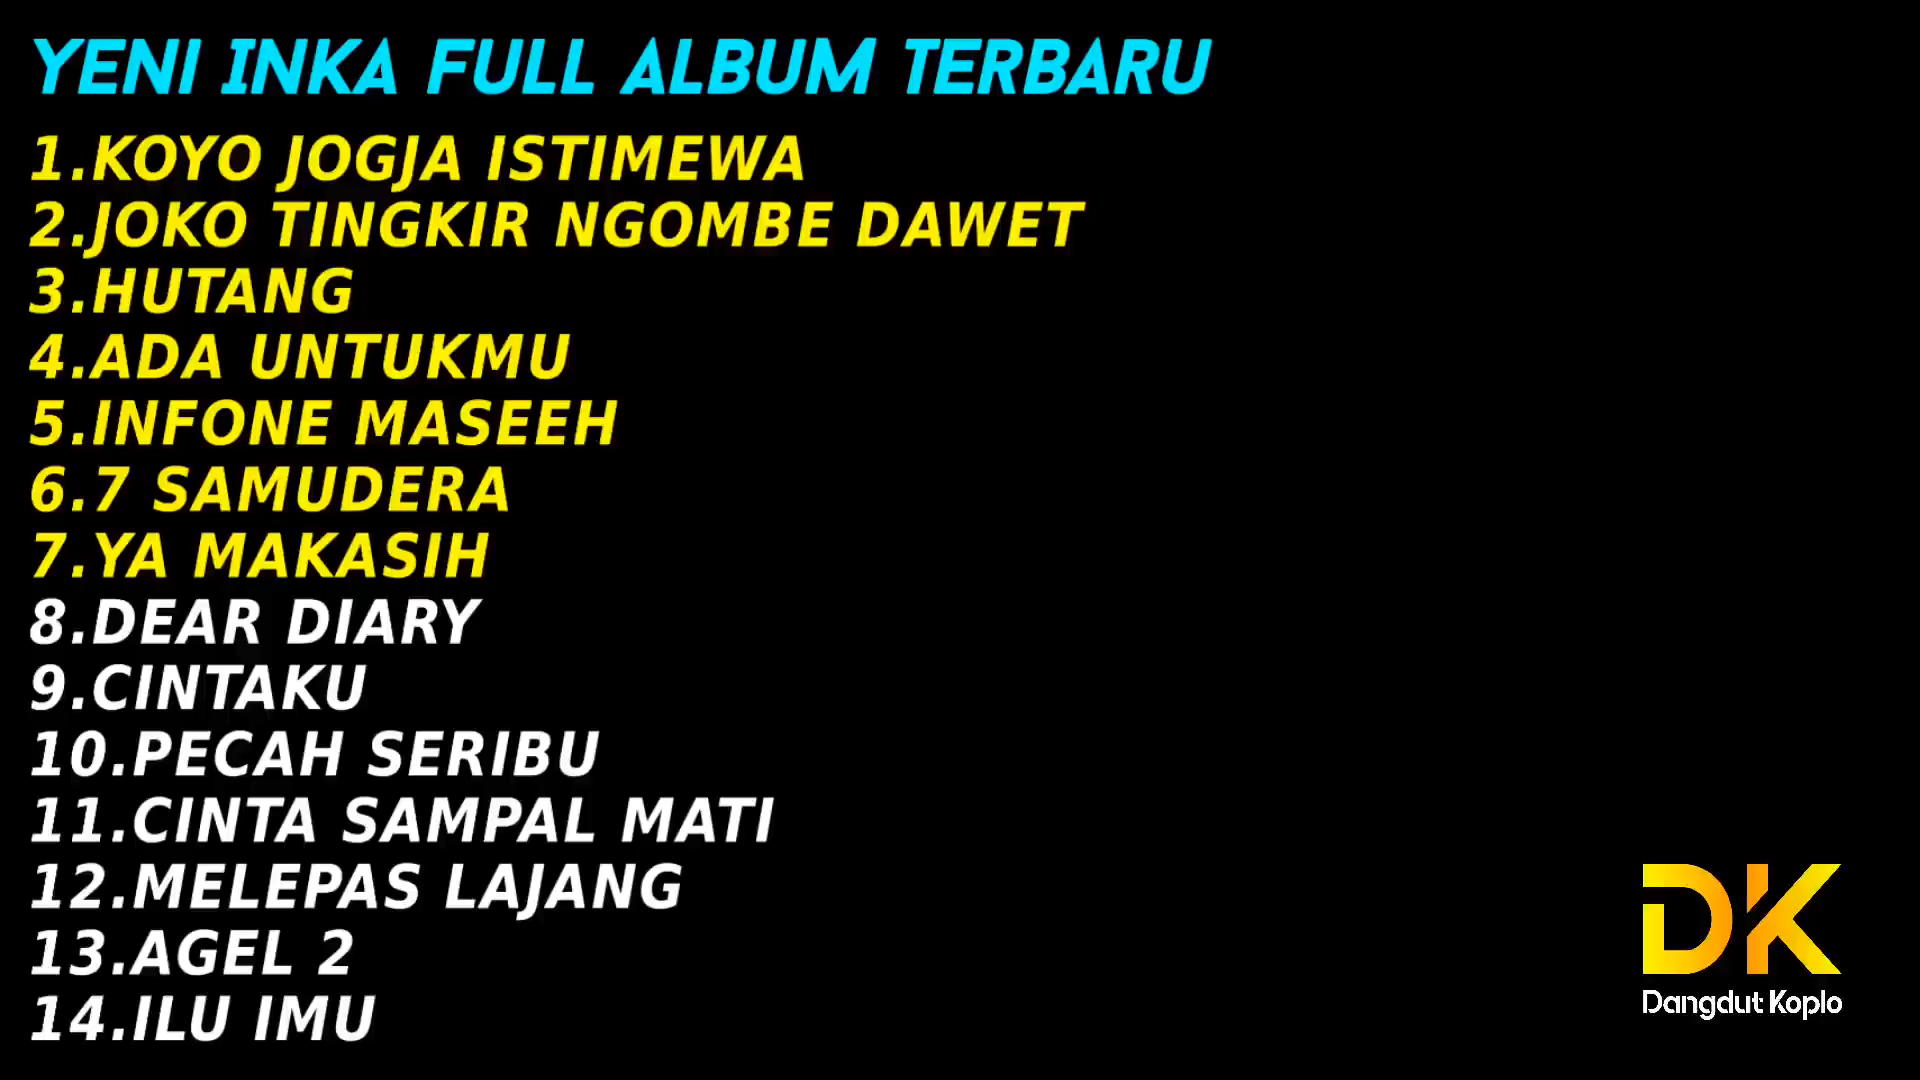 YENI INKA FULL ALBUM TERBARU
1.KOYO JOGJA ISTIMEWA
2.JOKO TINGKIR NGOMBE DAWET
3.HUTANG
4.ADA UNTUKMU
5.INFONE MASEEH
6.7 SAMUDERA
7.YA MAKASIH
8.DEAR DIARY
9.CINTAKU
10.PECAH SERIBU
11.CINTA SAMPAL MATI
12.MELEPAS LAJANG
13.AGEL 2
14.ILU IMU
DK
Dangdut Koplo